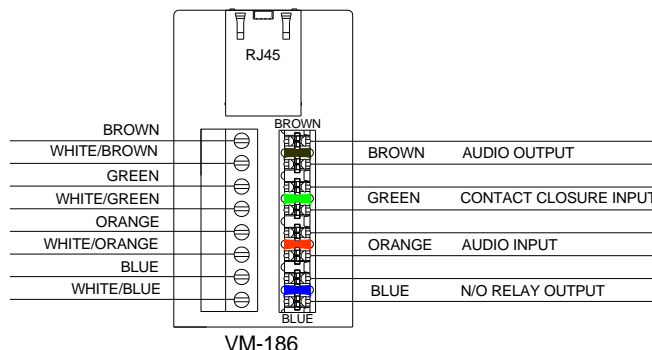 RJ45
BROWN
BROWN
WHITE/BROWN
BROWN AUDIO OUTPUT
GREEN
WHITE/GREEN
GREEN CONTACT CLOSURE INPUT
ORANGE
WHITE/ORANGE
ORANGE AUDIO INPUT
BLUE
WHITE/BLUE
BLUE N/O RELAY OUTPUT
BLUE
VM-186